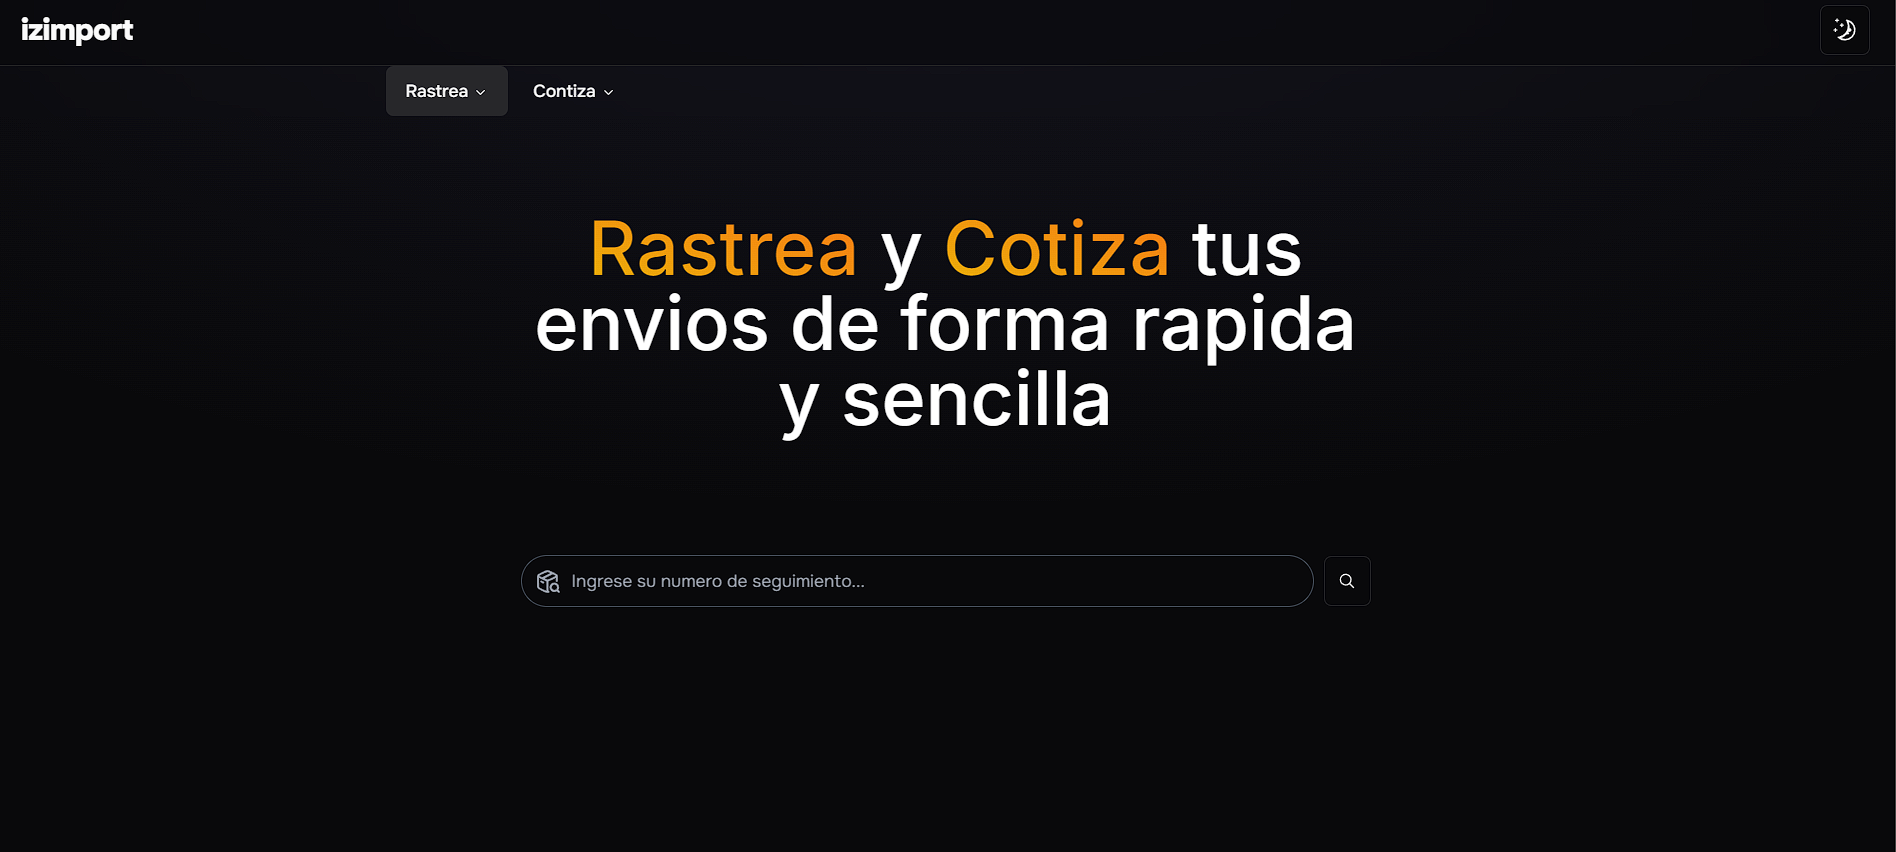 izimport
Rastrea
Contiza
Rastrea y Cotiza tus
envios de forma rapida
y sencilla
Ingrese su numero de seguimiento...